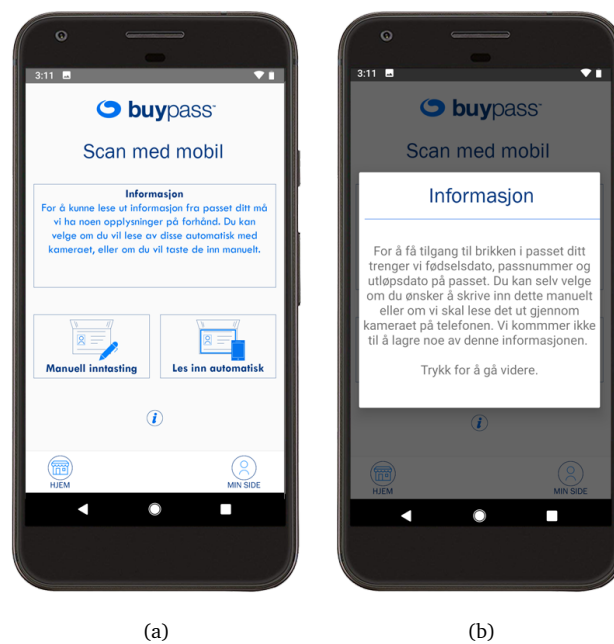 3:11
buypass
Scan med mobil
Informasjon
For å kunne lese ut informasjon fra passet ditt må
vi ha noen opplysninger på forhånd. Du kan
velge om du vil lese av disse automatisk med
kameraet, eller om du vil taste de inn manuelt.
Manuell inntasting
Les inn automatisk
i
HJEM
MIN SIDE
(a)
3:11
buypass
Scan med mobil
Informasjon
For å få tilgang til brikken i passet ditt
trenger vi fødselsdato, passnummer og
utløpsdato på passet. Du kan selv velge
om du ønsker å skrive inn dette manuelt
eller om vi skal lese det ut gjennom
kameraet på telefonen. Vi kommmer ikke
til å lagre noe av denne informasjonen.
Trykk for å gå videre.
i
HJEM
MIN SIDE
(b)